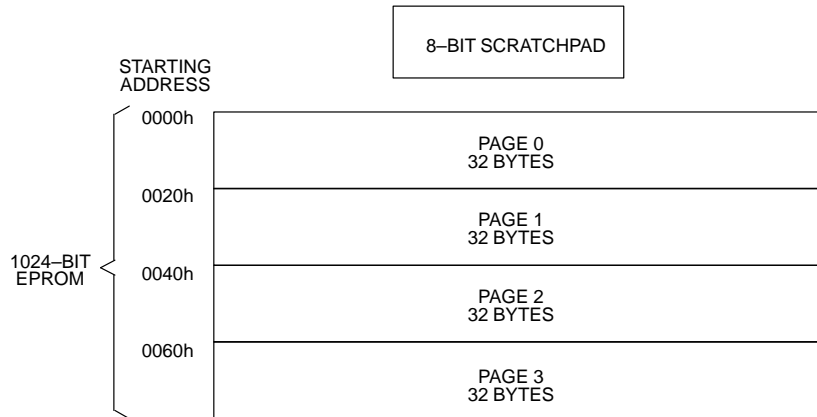 8–BIT SCRATCHPAD
STARTING
ADDRESS
0000h
PAGE 0
32 BYTES
0020h
PAGE 1
32 BYTES
1024–BIT
EPROM
0040h
PAGE 2
32 BYTES
0060h
PAGE 3
32 BYTES